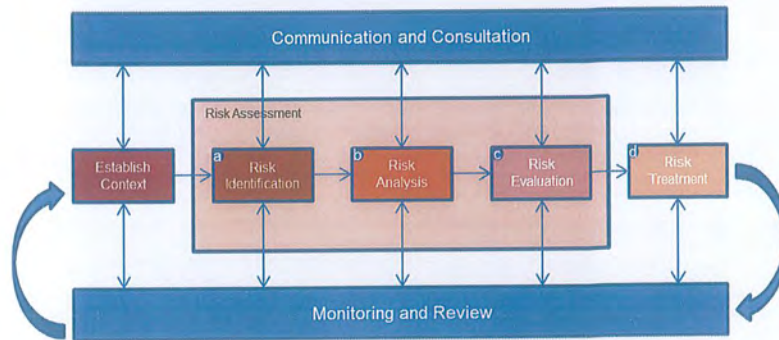 Communication and Consultation
Risk Assessment
Establish
Context
a
Risk
Identification
b
Risk
Analysis
c
Risk
Evaluation
d
Risk
Treatment
Monitoring and Review